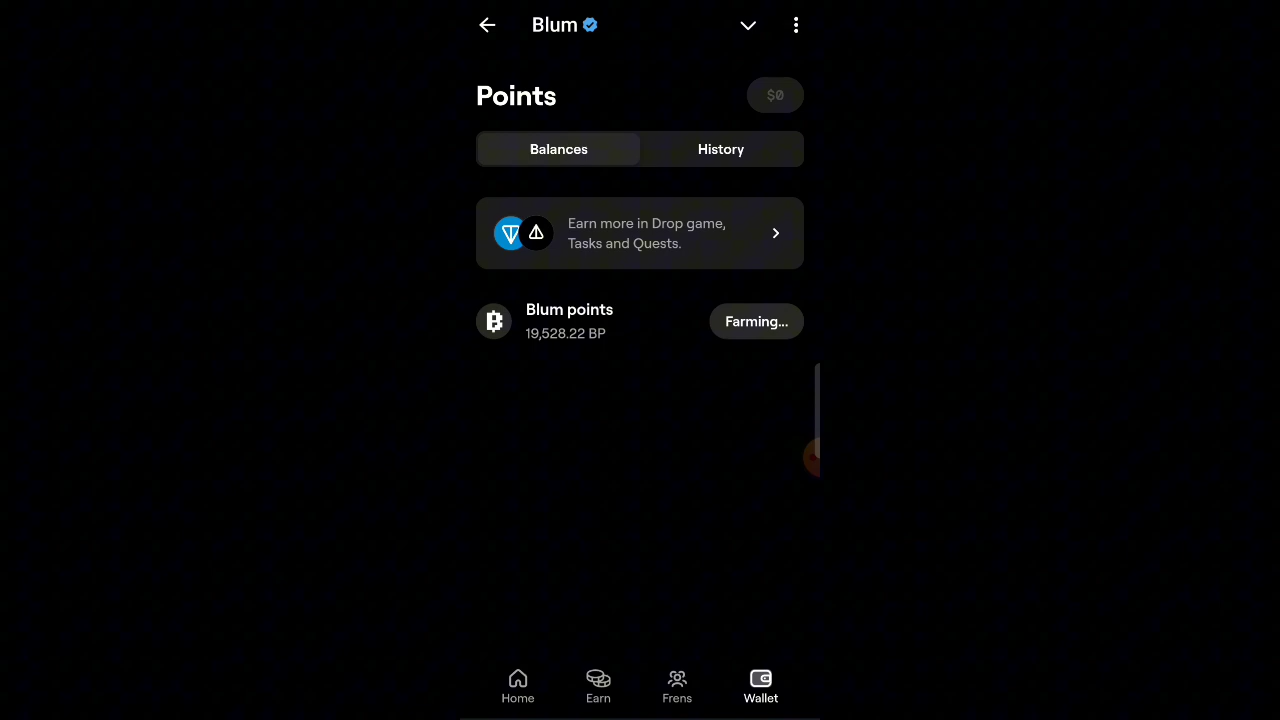 Blum
Points
$0
Balances
History
Earn more in Drop game,
Tasks and Quests.
Blum points
19,528.22 BP
Farming...
Home
Earn
Frens
Wallet